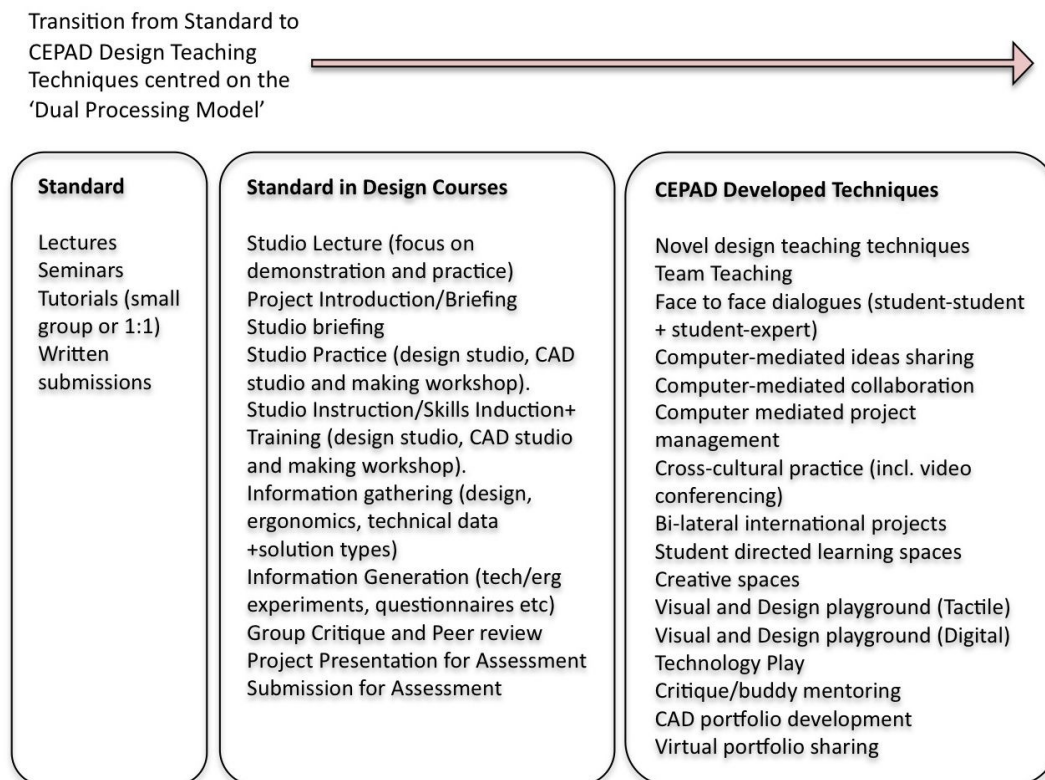 Transition from Standard to
CEPAD Design Teaching
Techniques centred on the
‘Dual Processing Model’
Standard
Lectures
Seminars
Tutorials (small
group or 1:1)
Written
submissions
Standard in Design Courses
Studio Lecture (focus on
demonstration and practice)
Project Introduction/Briefing
Studio briefing
Studio Practice (design studio, CAD
studio and making workshop).
Studio Instruction/Skills Induction+
Training (design studio, CAD studio
and making workshop).
Information gathering (design,
ergonomics, technical data
+solution types)
Information Generation (tech/erg
experiments, questionnaires etc)
Group Critique and Peer review
Project Presentation for Assessment
Submission for Assessment
CEPAD Developed Techniques
Novel design teaching techniques
Team Teaching
Face to face dialogues (student-student
+ student-expert)
Computer-mediated ideas sharing
Computer-mediated collaboration
Computer mediated project
management
Cross-cultural practice (incl. video
conferencing)
Bi-lateral international projects
Student directed learning spaces
Creative spaces
Visual and Design playground (Tactile)
Visual and Design playground (Digital)
Technology Play
Critique/buddy mentoring
CAD portfolio development
Virtual portfolio sharing